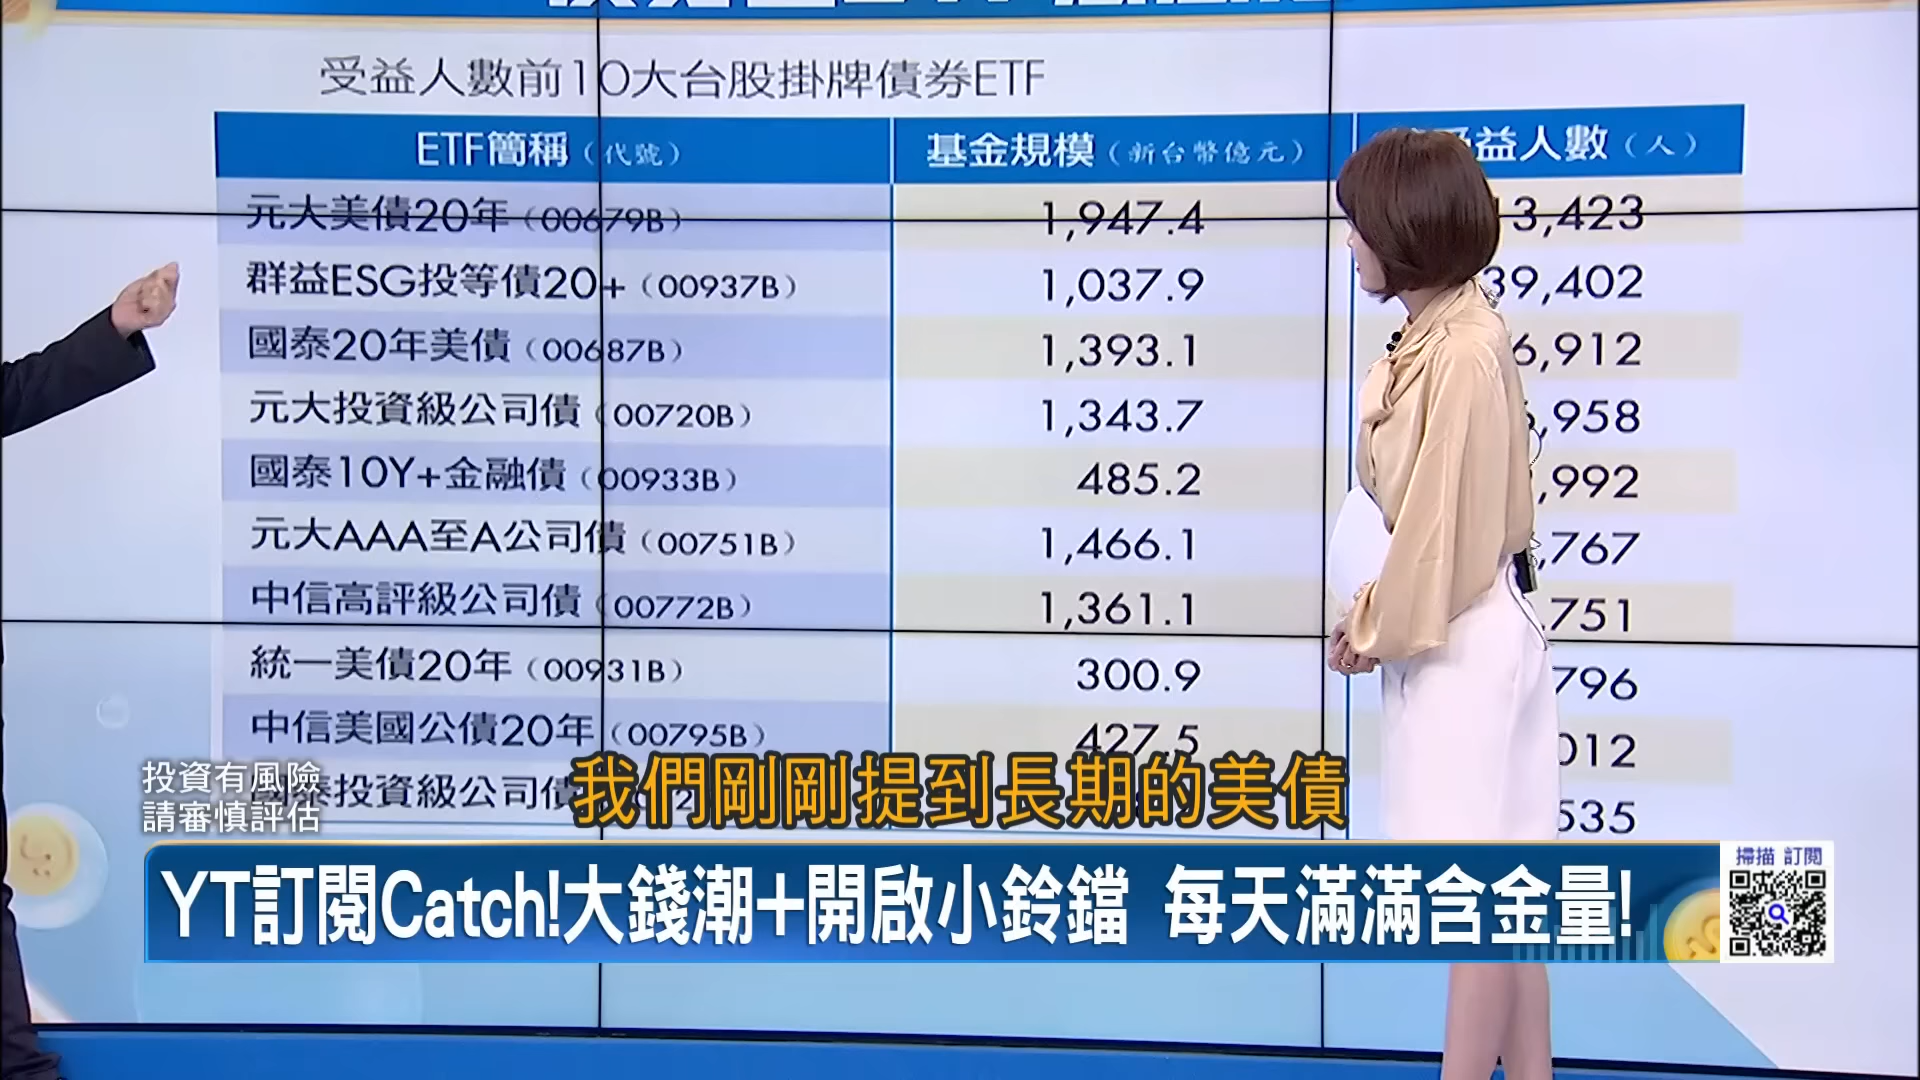 受益人數前10大台股掛牌債券ETF
ETF簡稱（代號） 基金規模（新台幣億元） 受益人數（人）
元大美債20年（00679B） 1,947.4 13,423
群益ESG投等債20+（00937B） 1,037.9 39,402
國泰20年美債（00687B） 1,393.1 6,912
元大投資級公司債（00720B） 1,343.7 ,958
國泰10Y+金融債（00933B） 485.2 ,992
元大AAA至A公司債（00751B） 1,466.1 ,767
中信高評級公司債（00772B） 1,361.1 751
統一美債20年（00931B） 300.9 796
中信美國公債20年（00795B） 427.5 012
國泰投資級公司債 535
投資有風險
請審慎評估
我們剛剛提到長期的美債
YT訂閱Catch!大錢潮+開啟小鈴鐺 每天滿滿含金量!
掃描 訂閱